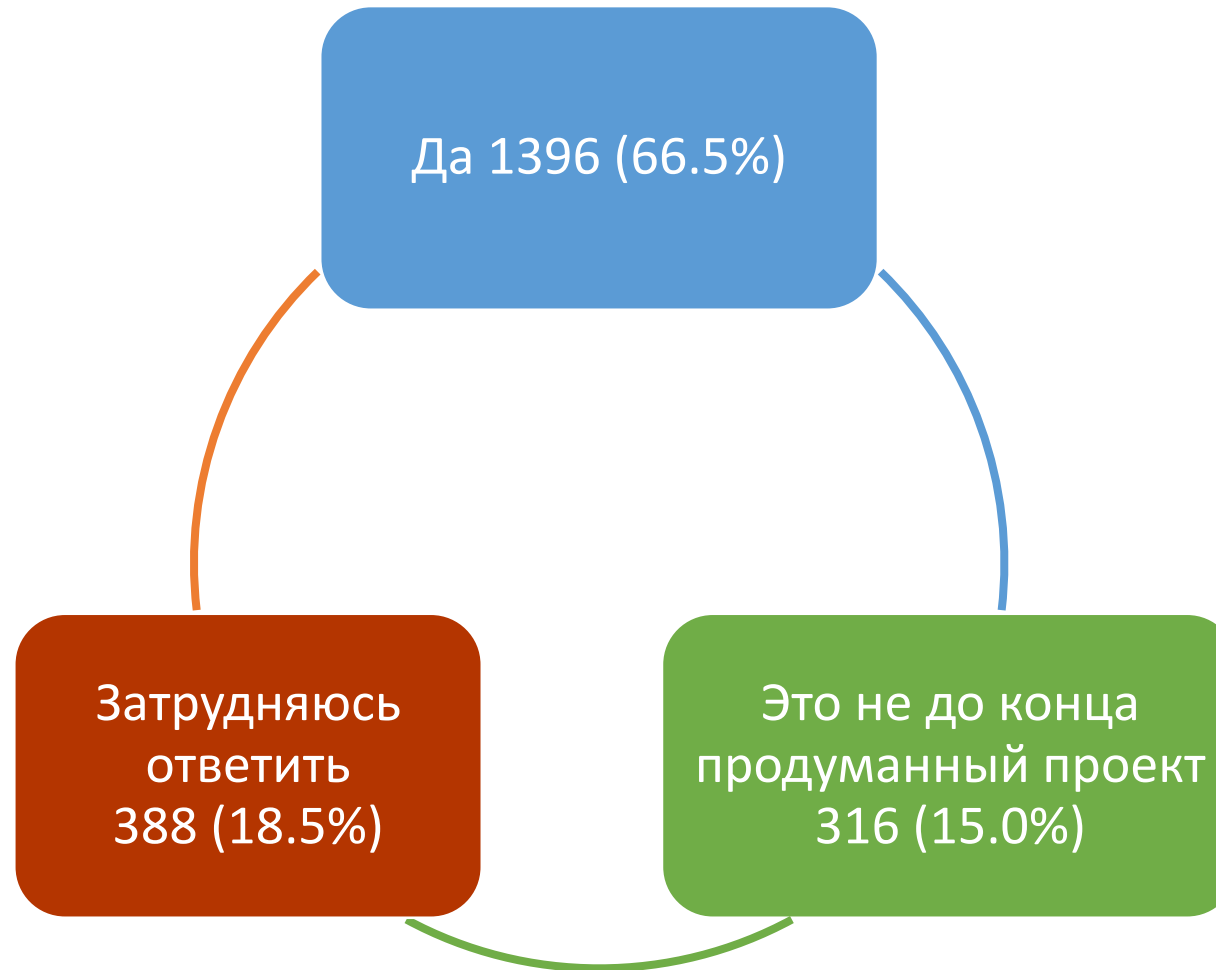 Да 1396 (66.5%)
Затрудняюсь
ответить
388 (18.5%)
Это не до конца
продуманный проект
316 (15.0%)